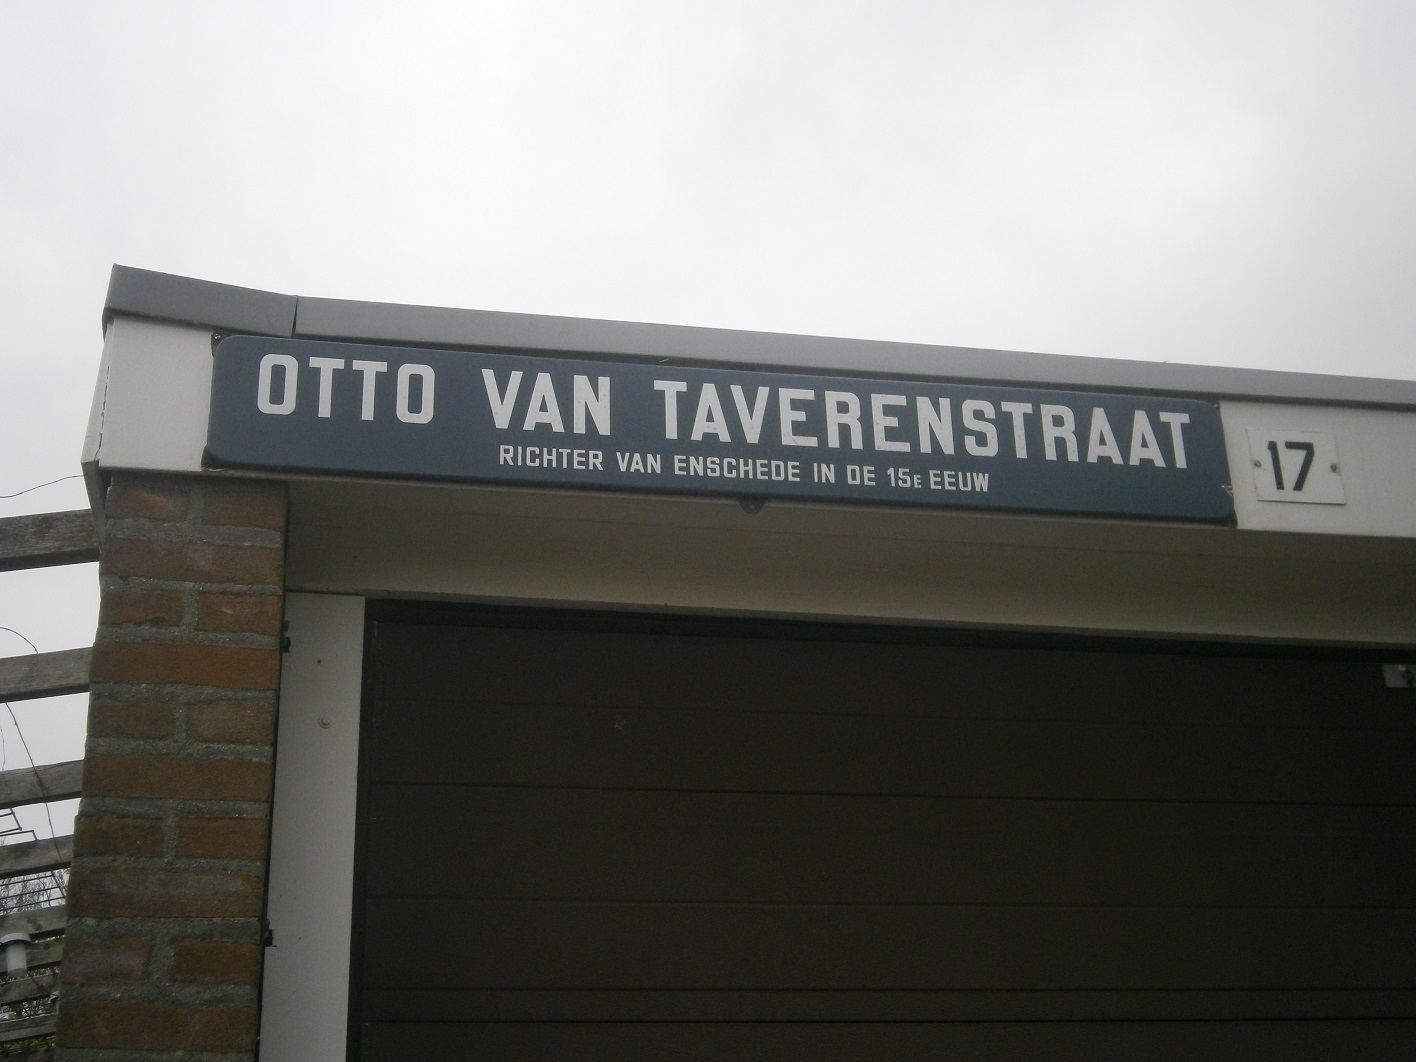 OTTO VAN TAVERENSTRAAT
RICHTER VAN ENSCHEDE IN DE 15E EEUW
17